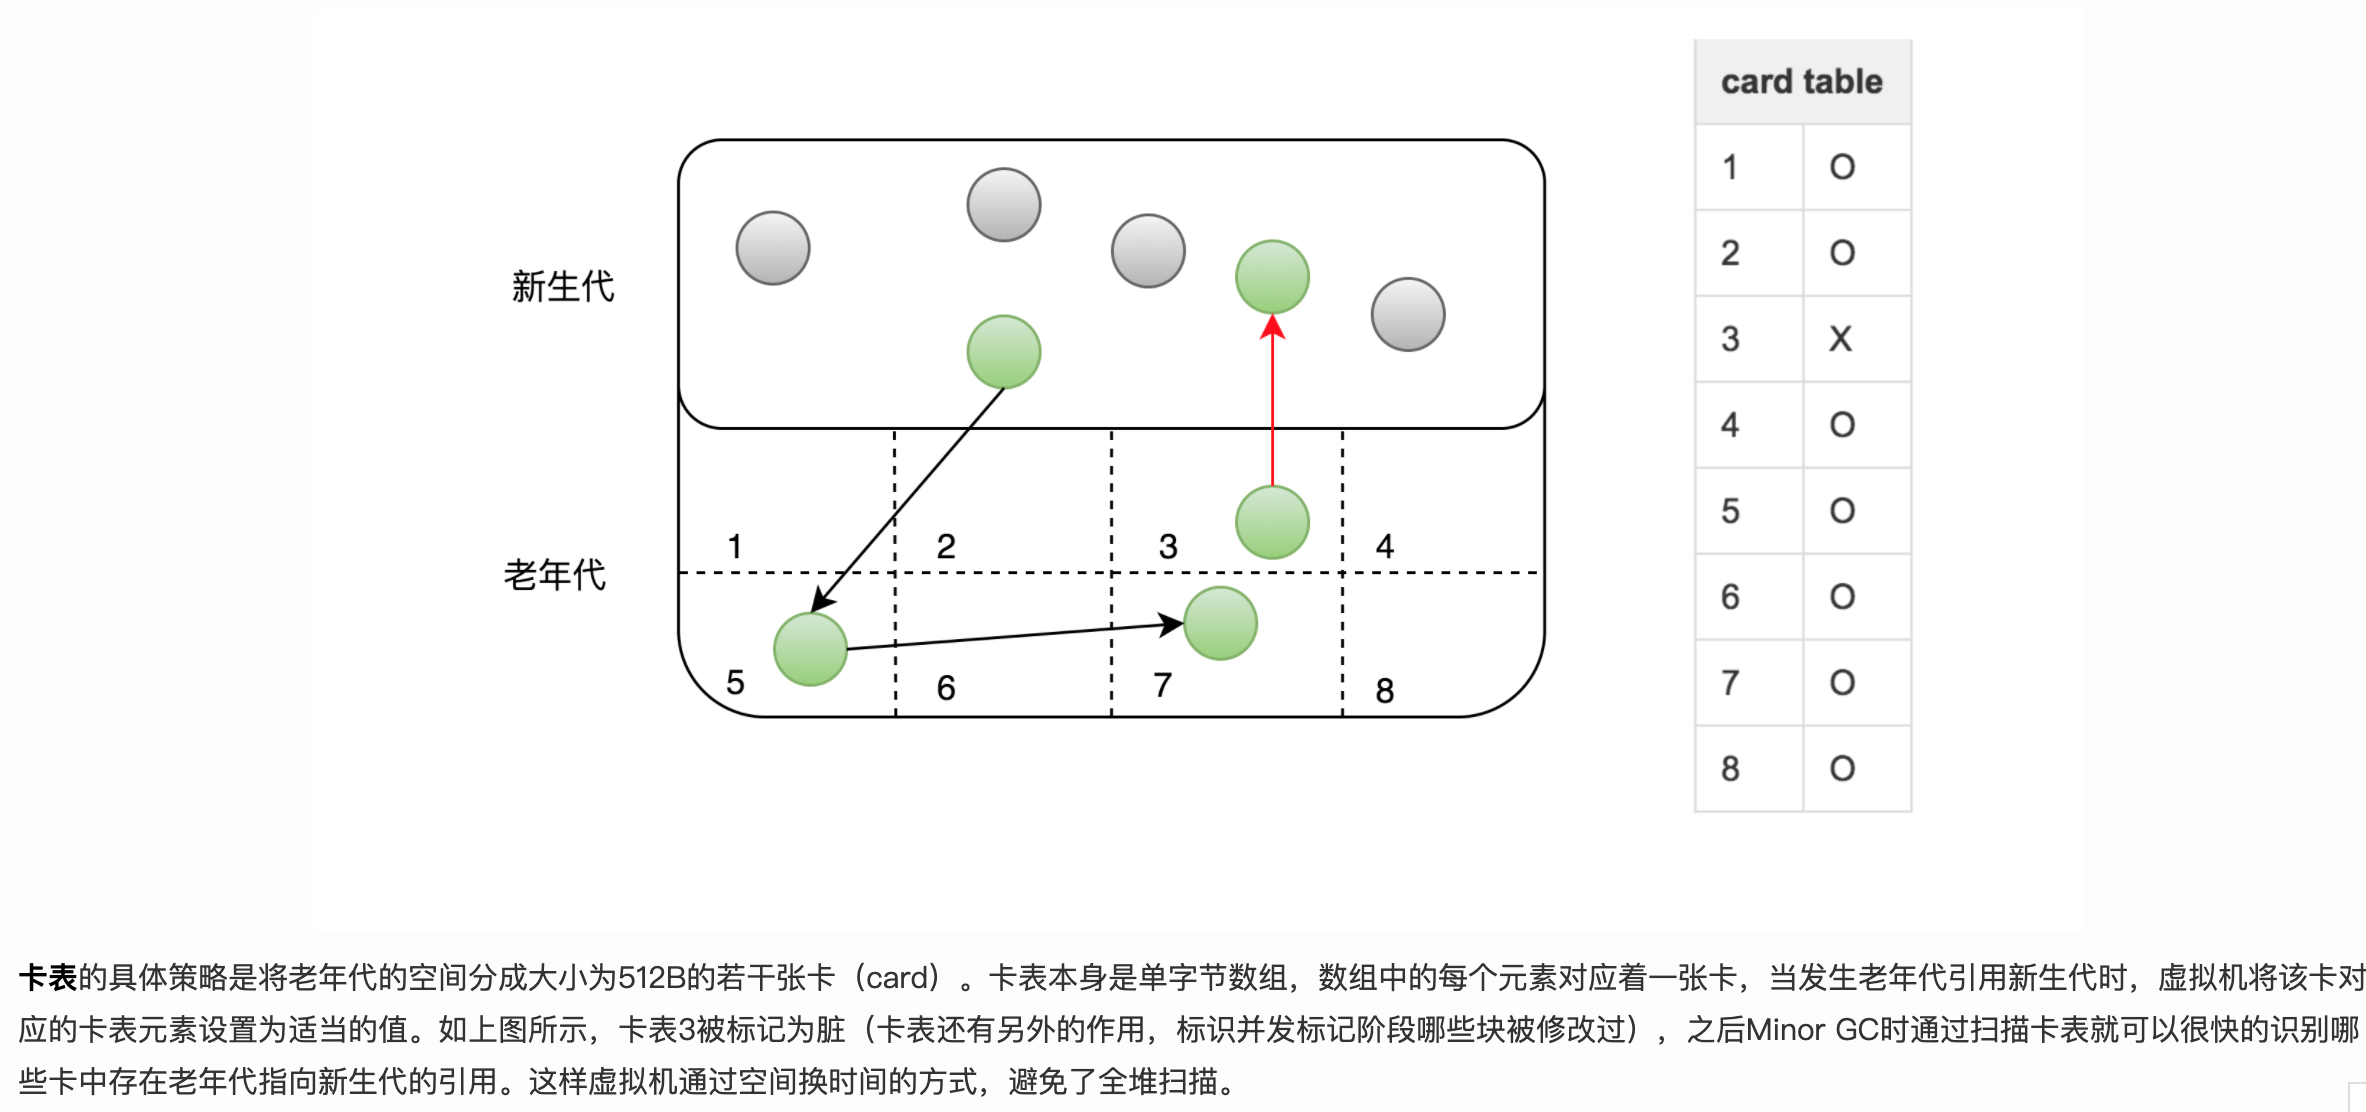 card table
1 O
2 O
3 X
4 O
5 O
6 O
7 O
8 O
新生代
老年代
1 2 3 4
5 6 7 8
卡表的具体策略是将老年代的空间分成大小为512B的若干张卡（card）。卡表本身是单字节数组，数组中的每个元素对应着一张卡，当发生老年代引用新生代时，虚拟机将该卡对
应的卡表元素设置为适当的值。如上图所示，卡表3被标记为脏（卡表还有另外的作用，标识并发标记阶段哪些块被修改过），之后Minor GC时通过扫描卡表就可以很快的识别哪
些卡中存在老年代指向新生代的引用。这样虚拟机通过空间换时间的方式，避免了全堆扫描。